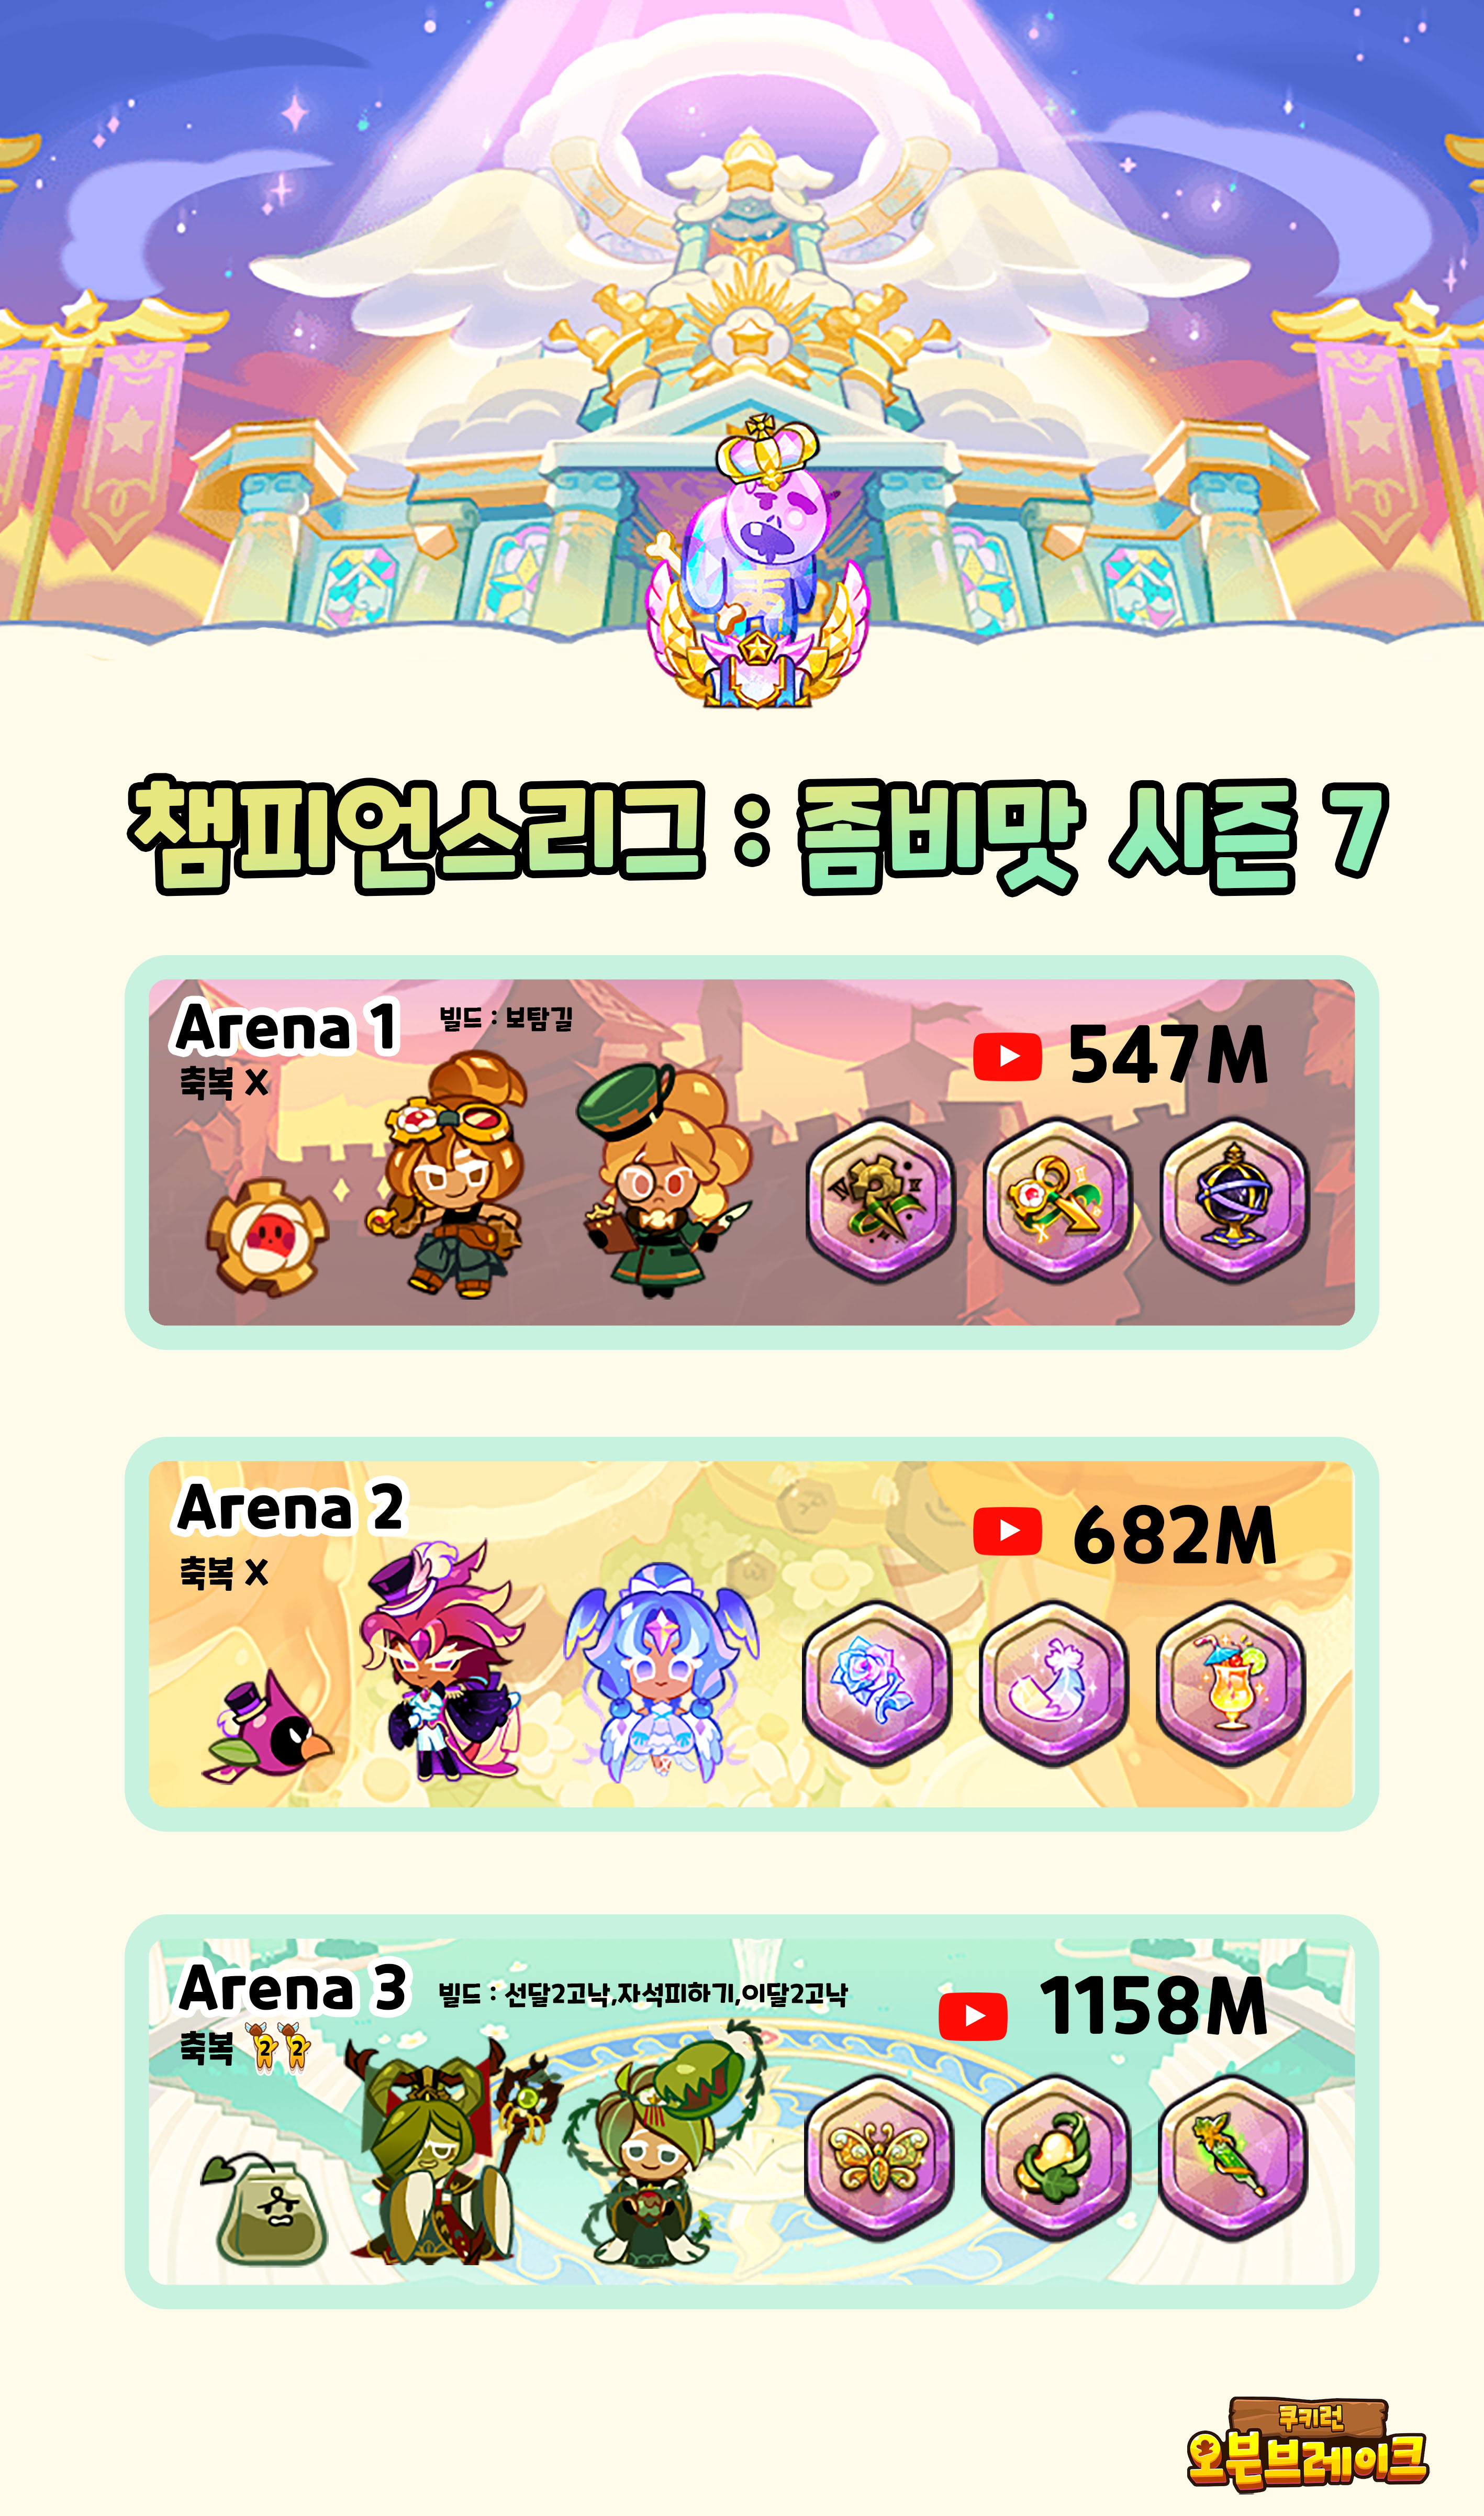 챔피언스리그 : 좀비맛 시즌 7
Arena 1
빌드 : 보탐길
547M
축복 X
Arena 2
682M
축복 X
Arena 3
빌드 : 선달2고낙,자석피하기,이달2고낙
1158M
축복 2 2
쿠키런
오븐브레이크